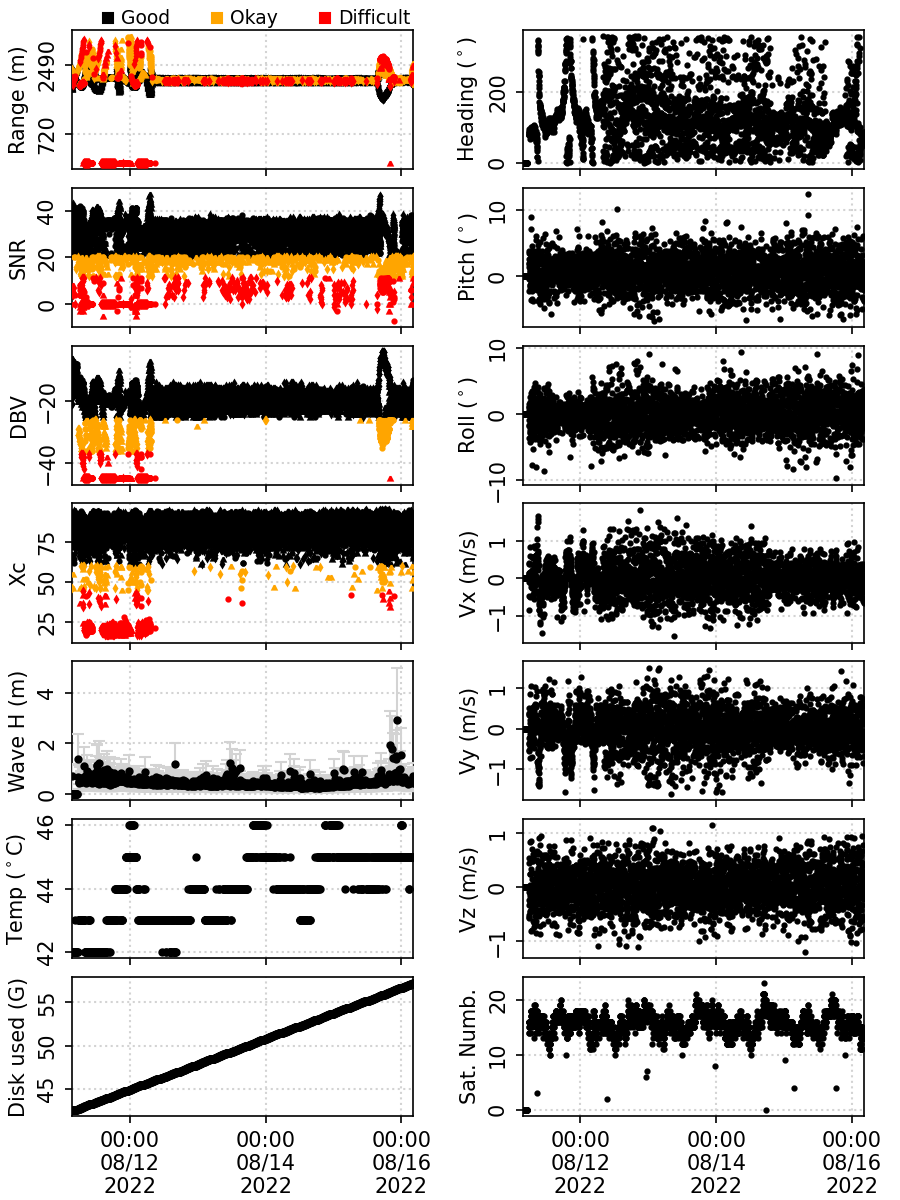 Good Okay Difficult
Range (m)
2490
720
Heading (°)
200
0
SNR
40
20
0
Pitch (°)
10
0
DBV
−20
−40
Roll (°)
10
0
−10
Xc
75
50
25
Vx (m/s)
1
0
−1
Wave H (m)
4
2
0
Vy (m/s)
1
0
−1
Temp (°C)
46
44
43
42
Vz (m/s)
1
0
−1
Disk used (G)
55
50
45
Sat. Numb.
20
10
0
00:00 00:00 00:00 00:00 00:00 00:00
08/12 08/14 08/16 08/12 08/14 08/16
2022 2022 2022 2022 2022 2022